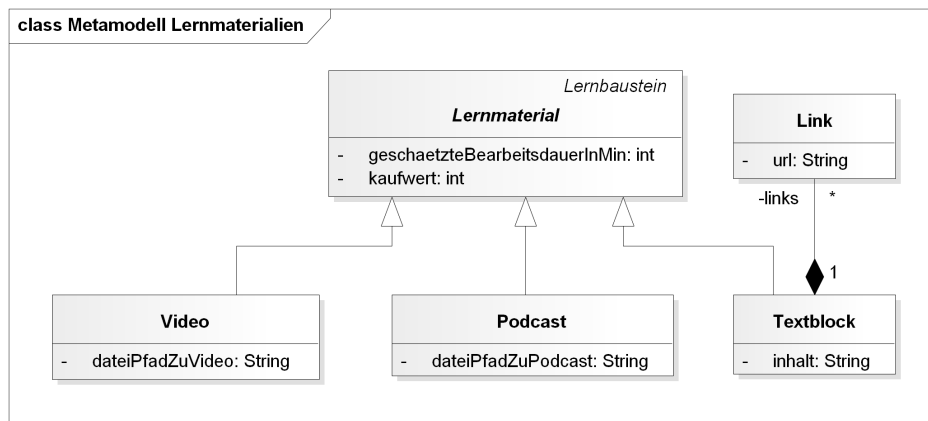 class Metamodell Lernmaterialien
Lernbaustein
Lernmaterial
- geschaetzteBearbeitsdauerInMin: int
- kaufwert: int
Link
- url: String
-links *
1
Video
- dateiPfadZuVideo: String
Podcast
- dateiPfadZuPodcast: String
Textblock
- inhalt: String